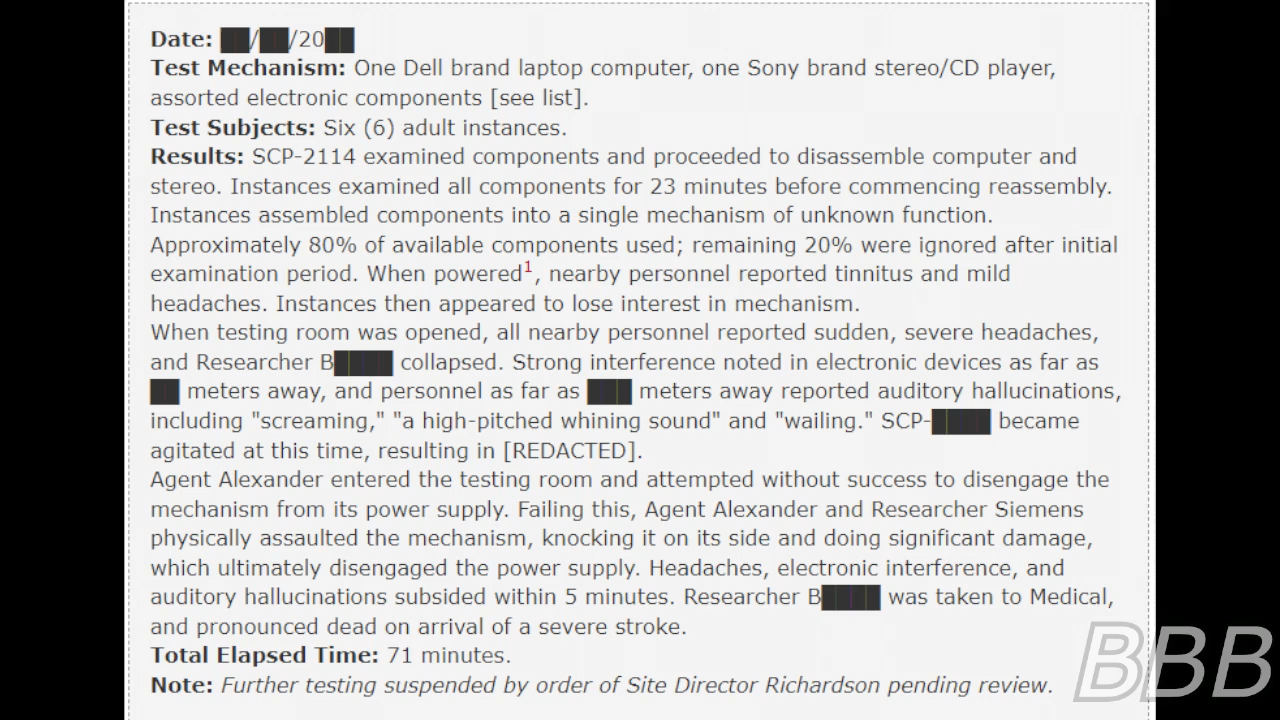 Date: ██/██/20██
Test Mechanism: One Dell brand laptop computer, one Sony brand stereo/CD player,
assorted electronic components [see list].
Test Subjects: Six (6) adult instances.
Results: SCP-2114 examined components and proceeded to disassemble computer and
stereo. Instances examined all components for 23 minutes before commencing reassembly.
Instances assembled components into a single mechanism of unknown function.
Approximately 80% of available components used; remaining 20% were ignored after initial
examination period. When powered1, nearby personnel reported tinnitus and mild
headaches. Instances then appeared to lose interest in mechanism.
When testing room was opened, all nearby personnel reported sudden, severe headaches,
and Researcher B████ collapsed. Strong interference noted in electronic devices as far as
██ meters away, and personnel as far as ███ meters away reported auditory hallucinations,
including "screaming," "a high-pitched whining sound" and "wailing." SCP-████ became
agitated at this time, resulting in [REDACTED].
Agent Alexander entered the testing room and attempted without success to disengage the
mechanism from its power supply. Failing this, Agent Alexander and Researcher Siemens
physically assaulted the mechanism, knocking it on its side and doing significant damage,
which ultimately disengaged the power supply. Headaches, electronic interference, and
auditory hallucinations subsided within 5 minutes. Researcher B████ was taken to Medical,
and pronounced dead on arrival of a severe stroke.
Total Elapsed Time: 71 minutes.
Note: Further testing suspended by order of Site Director Richardson pending review.
BBB